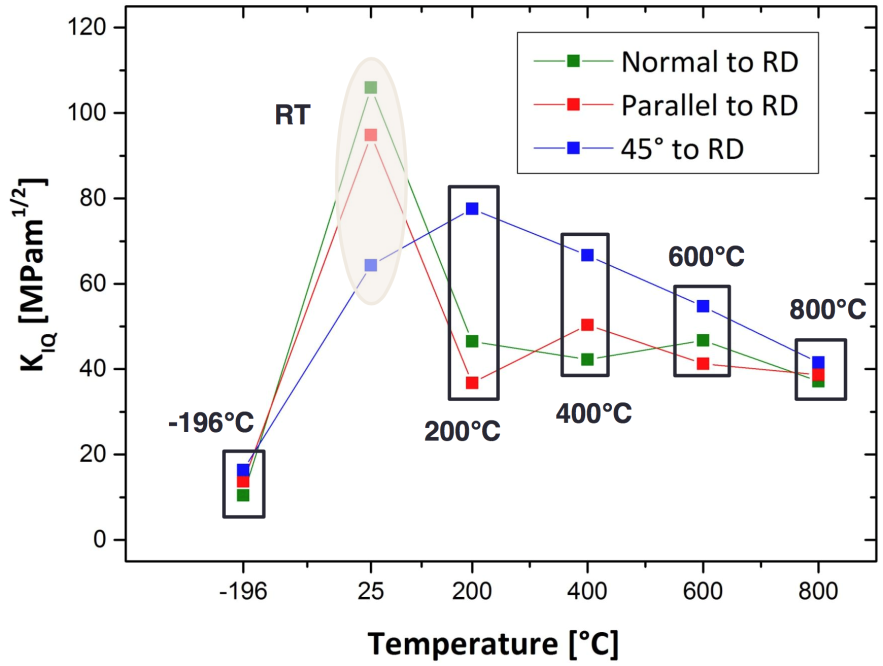 120
100
80
60
40
20
0
K_IQ [MPam^1/2]
RT
Normal to RD
Parallel to RD
45° to RD
-196°C
200°C
400°C
600°C
800°C
-196
25
200
400
600
800
Temperature [°C]